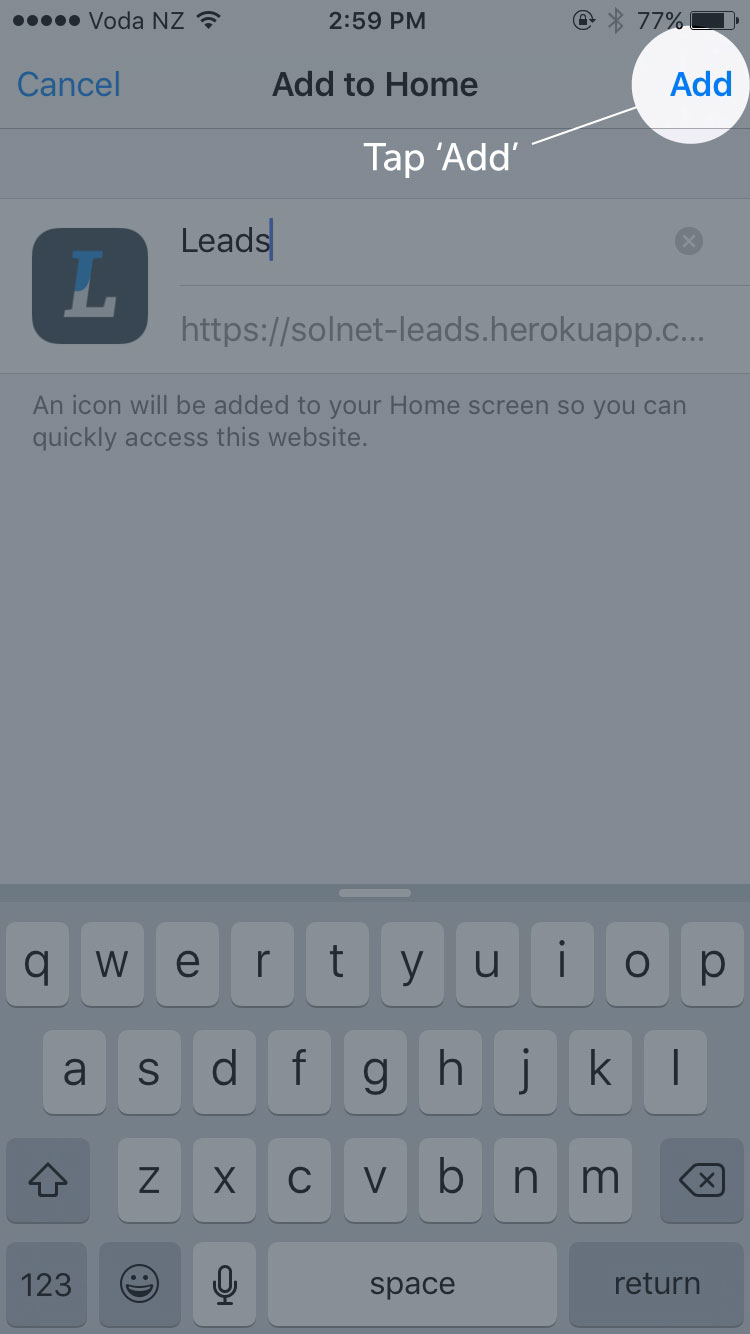 Voda NZ 2:59 PM 77%
Cancel Add to Home Add
Tap ‘Add’
L
Leads
https://solnet-leads.herokuapp.c...
An icon will be added to your Home screen so you can
quickly access this website.
q w e r t y u i o p
a s d f g h j k l
z x c v b n m
123 space return